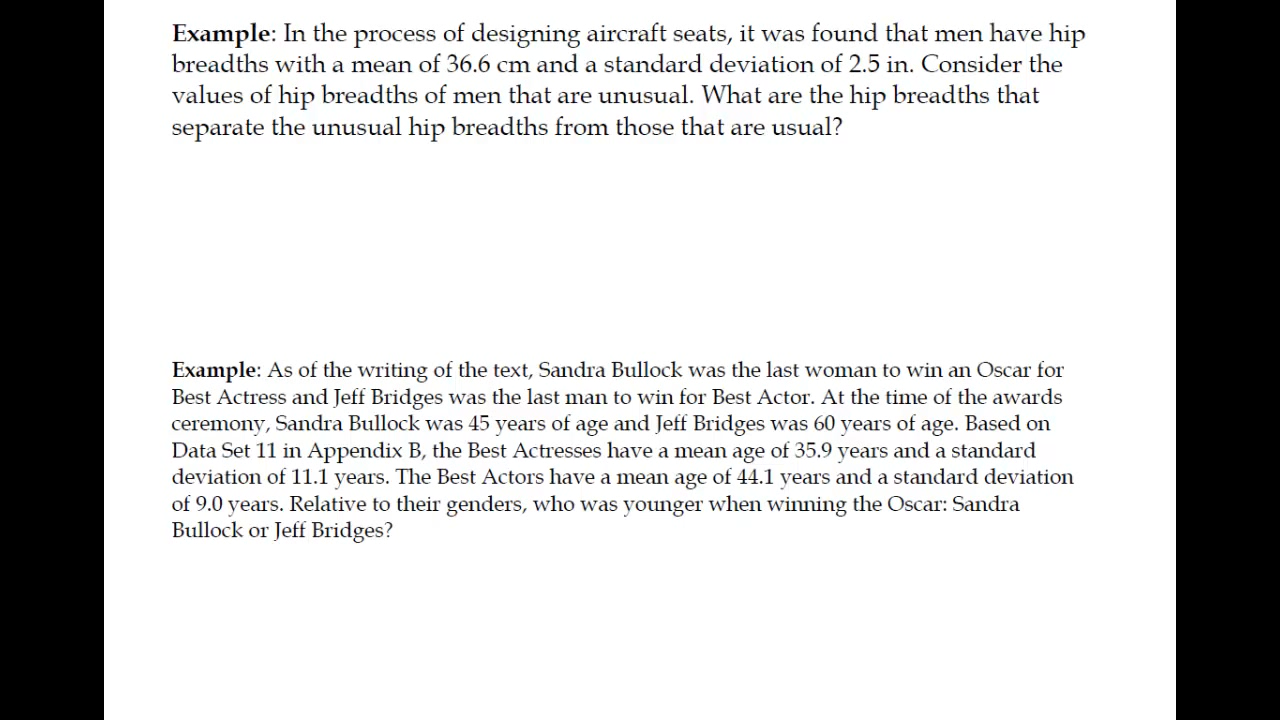 Example: In the process of designing aircraft seats, it was found that men have hip
breadths with a mean of 36.6 cm and a standard deviation of 2.5 in. Consider the
values of hip breadths of men that are unusual. What are the hip breadths that
separate the unusual hip breadths from those that are usual?
Example: As of the writing of the text, Sandra Bullock was the last woman to win an Oscar for
Best Actress and Jeff Bridges was the last man to win for Best Actor. At the time of the awards
ceremony, Sandra Bullock was 45 years of age and Jeff Bridges was 60 years of age. Based on
Data Set 11 in Appendix B, the Best Actresses have a mean age of 35.9 years and a standard
deviation of 11.1 years. The Best Actors have a mean age of 44.1 years and a standard deviation
of 9.0 years. Relative to their genders, who was younger when winning the Oscar: Sandra
Bullock or Jeff Bridges?